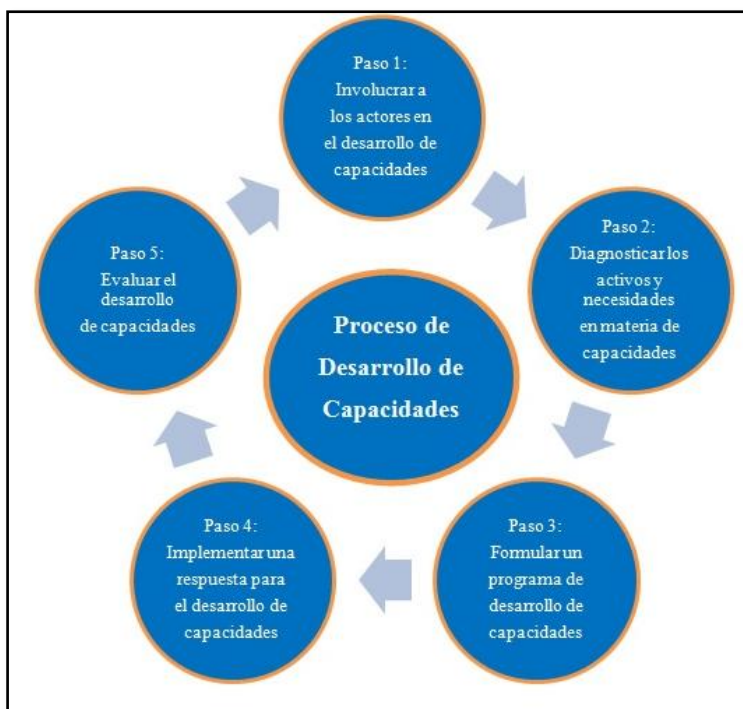 Paso 1:
Involucrar a
los actores en
el desarrollo de
capacidades
Paso 2:
Diagnosticar los
activos y
necesidades
en materia de
capacidades
Paso 3:
Formular un
programa de
desarrollo de
capacidades
Paso 4:
Implementar una
respuesta para
el desarrollo de
capacidades
Paso 5:
Evaluar el
desarrollo
de capacidades
Proceso de
Desarrollo de
Capacidades